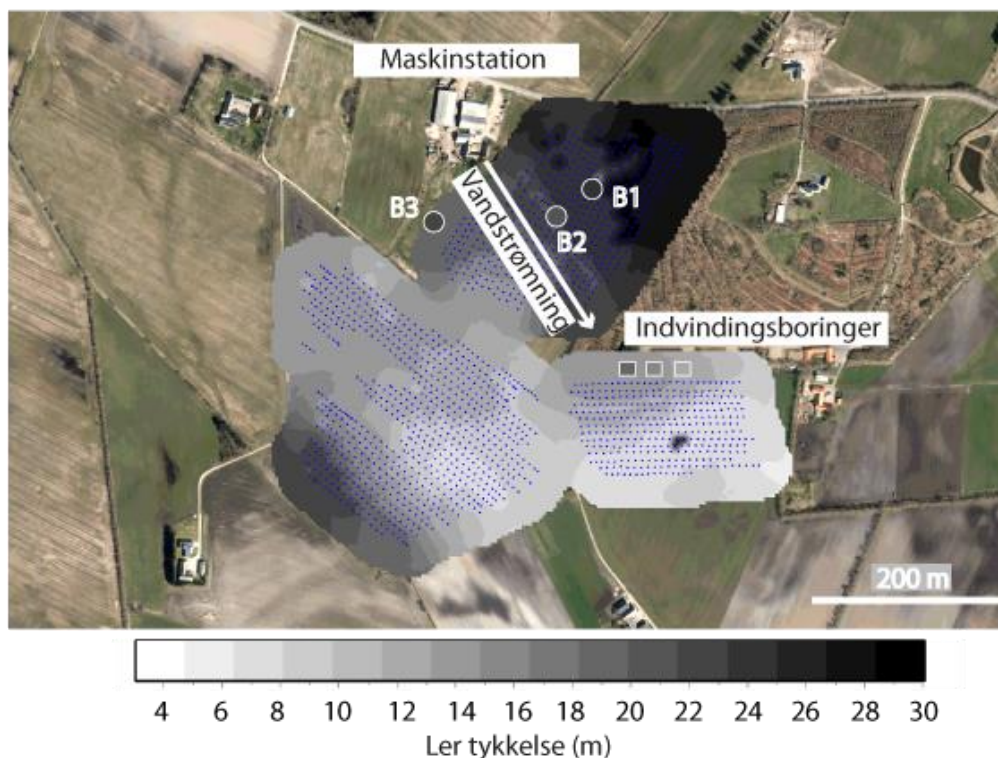 Maskinstation
B3
B1
B2
Vandstrømning
Indvindingsboringer
200 m
4 6 8 10 12 14 16 18 20 22 24 26 28 30
Ler tykkelse (m)